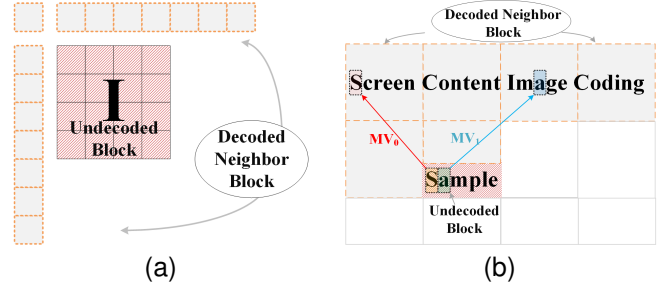 I
Undecoded
Block
Decoded
Neighbor
Block
(a)
Decoded Neighbor
Block
Screen Content Image Coding
MV₀
MV₁
Sample
Undecoded
Block
(b)